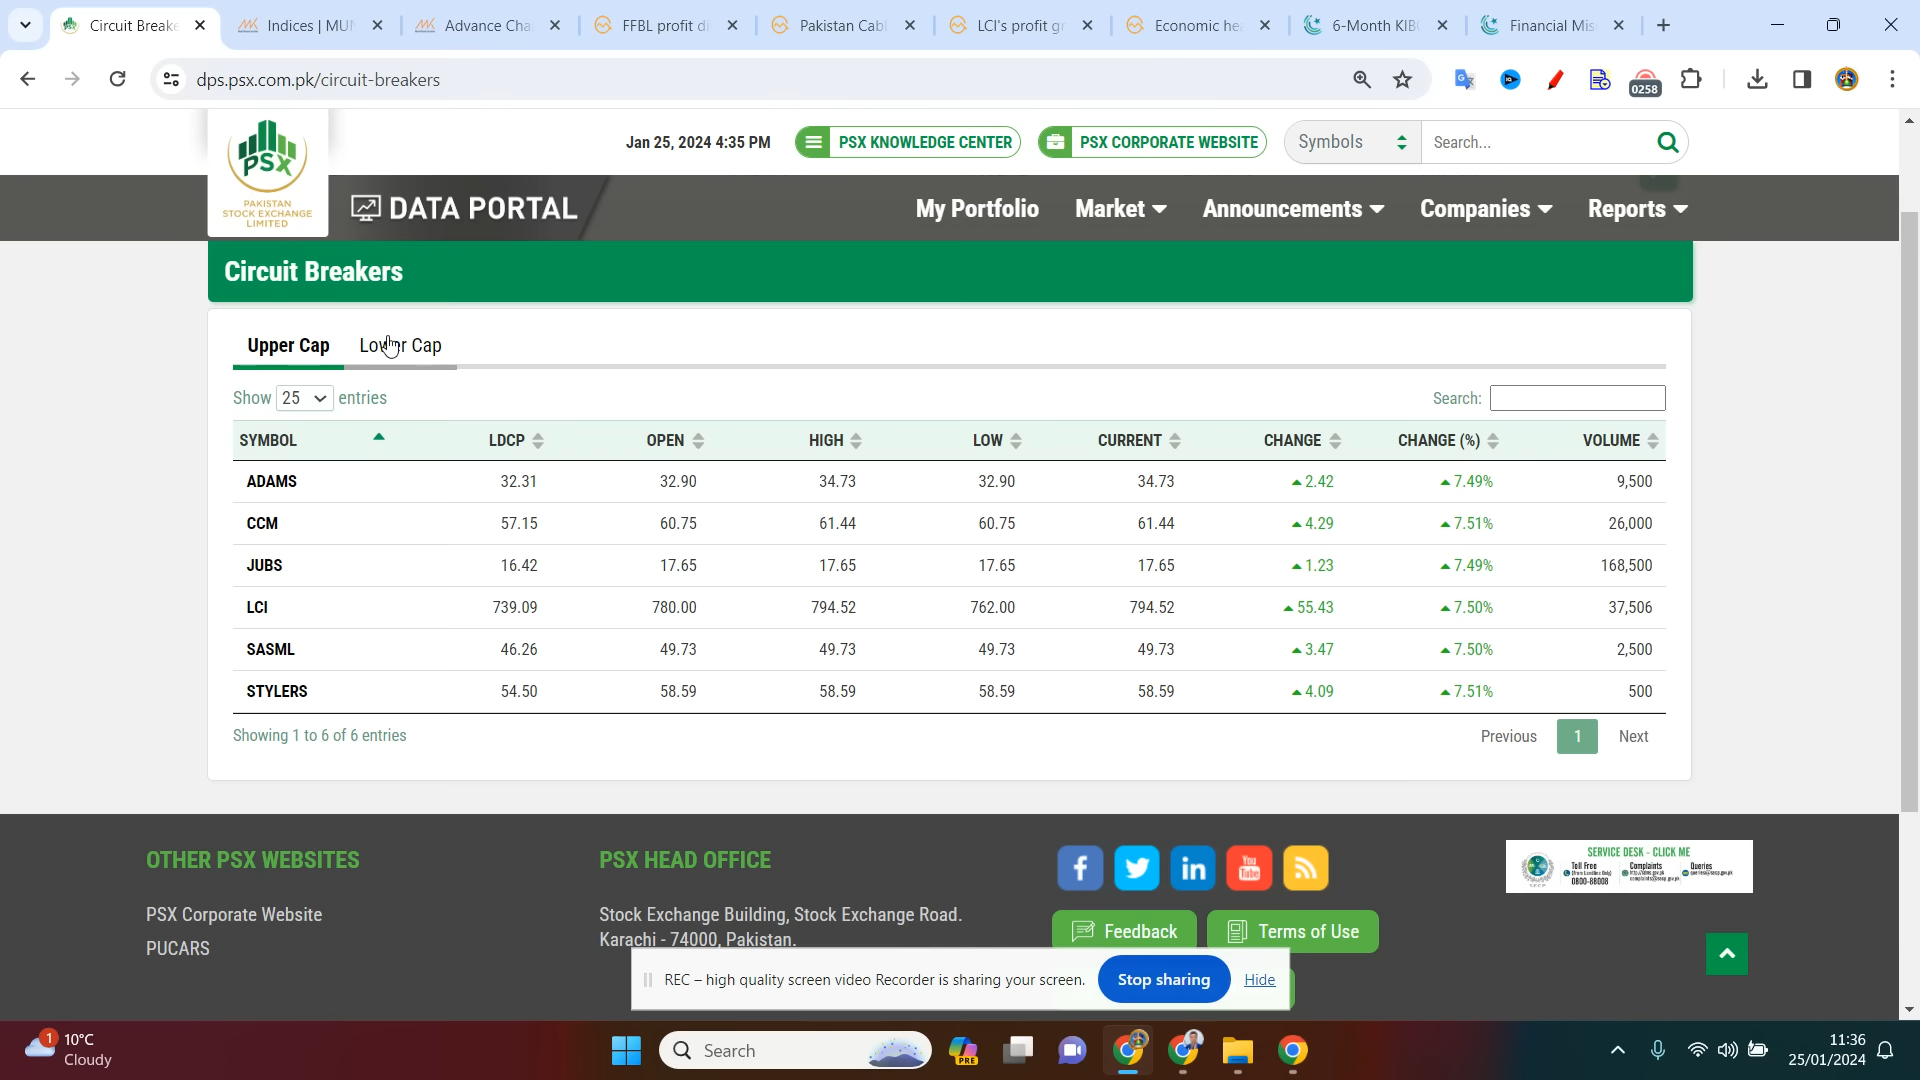 Circuit Breake
Indices | MUF
Advance Cha
FFBL profit di
Pakistan Cabl
LCI's profit gr
Economic hea
6-Month KIBO
Financial Mis
dps.psx.com.pk/circuit-breakers
0258
PSX
PAKISTAN
STOCK EXCHANGE
LIMITED
Jan 25, 2024 4:35 PM
PSX KNOWLEDGE CENTER
PSX CORPORATE WEBSITE
Symbols
Search...
DATA PORTAL
My Portfolio
Market
Announcements
Companies
Reports
Circuit Breakers
Upper Cap
Lower Cap
Show 25 entries
Search:
SYMBOL LDCP OPEN HIGH LOW CURRENT CHANGE CHANGE (%) VOLUME
ADAMS 32.31 32.90 34.73 32.90 34.73 2.42 7.49% 9,500
CCM 57.15 60.75 61.44 60.75 61.44 4.29 7.51% 26,000
JUBS 16.42 17.65 17.65 17.65 17.65 1.23 7.49% 168,500
LCI 739.09 780.00 794.52 762.00 794.52 55.43 7.50% 37,506
SASML 46.26 49.73 49.73 49.73 49.73 3.47 7.50% 2,500
STYLERS 54.50 58.59 58.59 58.59 58.59 4.09 7.51% 500
Showing 1 to 6 of 6 entries
Previous 1 Next
OTHER PSX WEBSITES
PSX Corporate Website
PUCARS
PSX HEAD OFFICE
Stock Exchange Building, Stock Exchange Road.
Karachi - 74000, Pakistan.
You
Tube
Feedback
Terms of Use
SERVICE DESK - CLICK ME
Toll Free
0800-88008
Complaints
Queries
REC – high quality screen video Recorder is sharing your screen.
Stop sharing
Hide
1
10°C
Cloudy
Search
PRE
11:36
25/01/2024